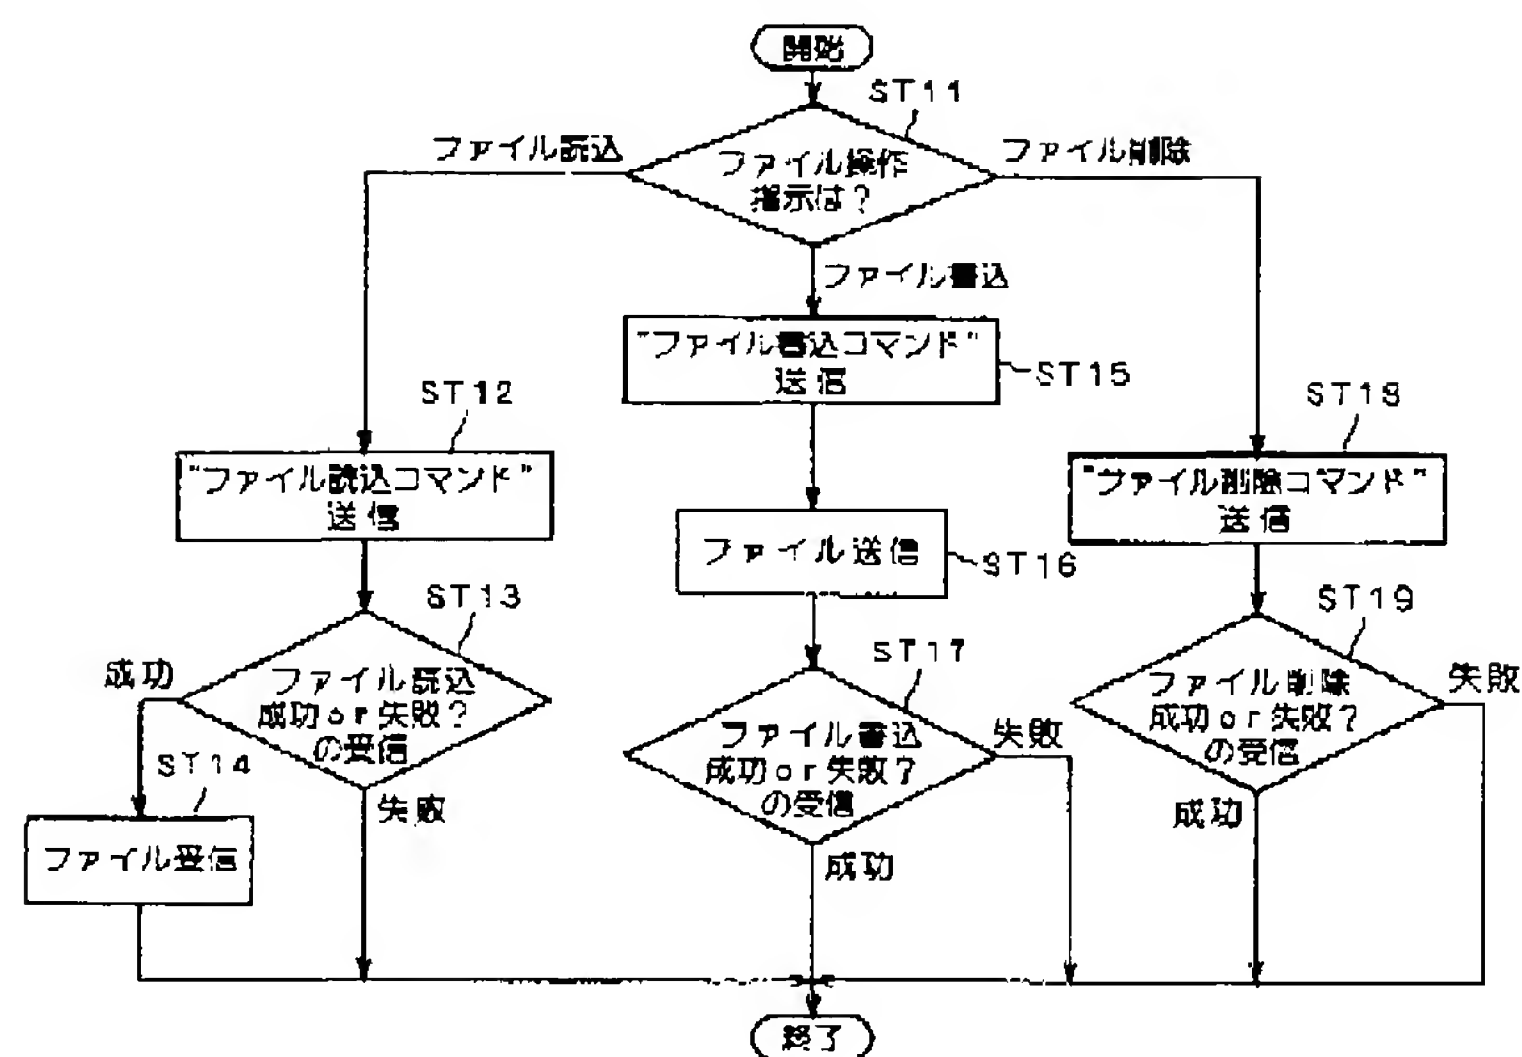 開始
ST11
ファイル読込
ファイル操作
指示は?
ファイル削除
ファイル書込
"ファイル書込コマンド"
送信
ST15
ST12
"ファイル読込コマンド"
送信
ST18
"ファイル削除コマンド"
送信
ファイル送信
ST16
ST13
成功
ファイル読込
成功or失敗?
の受信
失敗
ST14
ファイル受信
ST17
ファイル書込
成功or失敗?
の受信
失敗
成功
ST19
ファイル削除
成功or失敗?
の受信
失敗
成功
終了